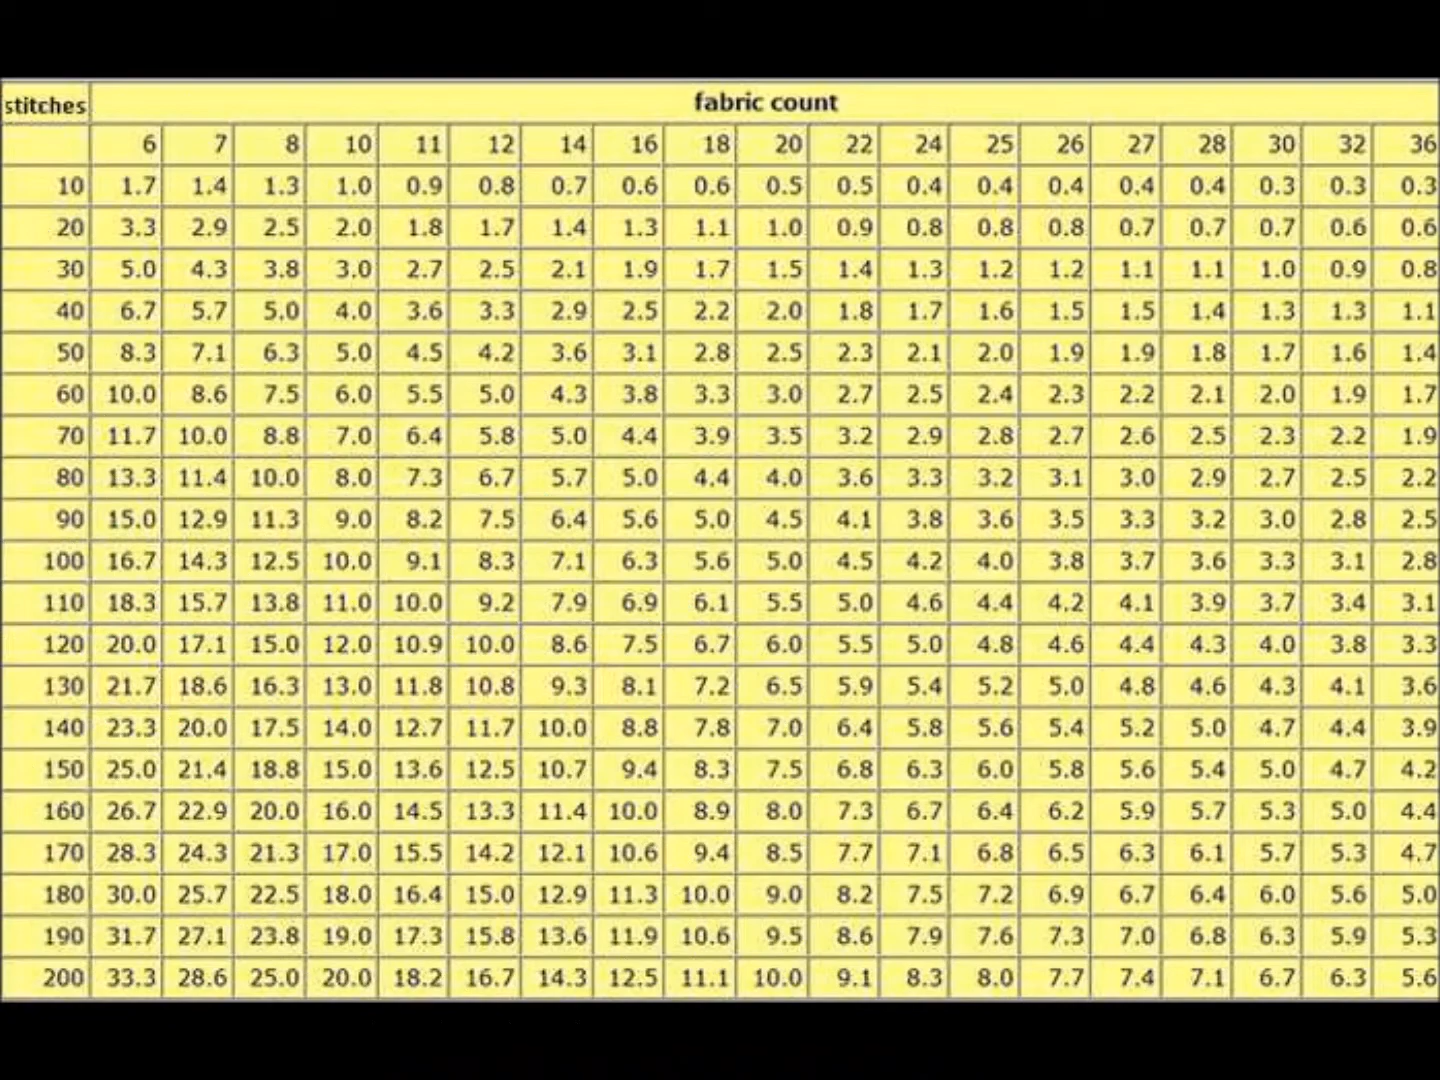 stitches fabric count
6 7 8 10 11 12 14 16 18 20 22 24 25 26 27 28 30 32 36
10 1.7 1.4 1.3 1.0 0.9 0.8 0.7 0.6 0.6 0.5 0.5 0.4 0.4 0.4 0.4 0.4 0.3 0.3 0.3
20 3.3 2.9 2.5 2.0 1.8 1.7 1.4 1.3 1.1 1.0 0.9 0.8 0.8 0.8 0.7 0.7 0.7 0.6 0.6
30 5.0 4.3 3.8 3.0 2.7 2.5 2.1 1.9 1.7 1.5 1.4 1.3 1.2 1.2 1.1 1.1 1.0 0.9 0.8
40 6.7 5.7 5.0 4.0 3.6 3.3 2.9 2.5 2.2 2.0 1.8 1.7 1.6 1.5 1.5 1.4 1.3 1.3 1.1
50 8.3 7.1 6.3 5.0 4.5 4.2 3.6 3.1 2.8 2.5 2.3 2.1 2.0 1.9 1.9 1.8 1.7 1.6 1.4
60 10.0 8.6 7.5 6.0 5.5 5.0 4.3 3.8 3.3 3.0 2.7 2.5 2.4 2.3 2.2 2.1 2.0 1.9 1.7
70 11.7 10.0 8.8 7.0 6.4 5.8 5.0 4.4 3.9 3.5 3.2 2.9 2.8 2.7 2.6 2.5 2.3 2.2 1.9
80 13.3 11.4 10.0 8.0 7.3 6.7 5.7 5.0 4.4 4.0 3.6 3.3 3.2 3.1 3.0 2.9 2.7 2.5 2.2
90 15.0 12.9 11.3 9.0 8.2 7.5 6.4 5.6 5.0 4.5 4.1 3.8 3.6 3.5 3.3 3.2 3.0 2.8 2.5
100 16.7 14.3 12.5 10.0 9.1 8.3 7.1 6.3 5.6 5.0 4.5 4.2 4.0 3.8 3.7 3.6 3.3 3.1 2.8
110 18.3 15.7 13.8 11.0 10.0 9.2 7.9 6.9 6.1 5.5 5.0 4.6 4.4 4.2 4.1 3.9 3.7 3.4 3.1
120 20.0 17.1 15.0 12.0 10.9 10.0 8.6 7.5 6.7 6.0 5.5 5.0 4.8 4.6 4.4 4.3 4.0 3.8 3.3
130 21.7 18.6 16.3 13.0 11.8 10.8 9.3 8.1 7.2 6.5 5.9 5.4 5.2 5.0 4.8 4.6 4.3 4.1 3.6
140 23.3 20.0 17.5 14.0 12.7 11.7 10.0 8.8 7.8 7.0 6.4 5.8 5.6 5.4 5.2 5.0 4.7 4.4 3.9
150 25.0 21.4 18.8 15.0 13.6 12.5 10.7 9.4 8.3 7.5 6.8 6.3 6.0 5.8 5.6 5.4 5.0 4.7 4.2
160 26.7 22.9 20.0 16.0 14.5 13.3 11.4 10.0 8.9 8.0 7.3 6.7 6.4 6.2 5.9 5.7 5.3 5.0 4.4
170 28.3 24.3 21.3 17.0 15.5 14.2 12.1 10.6 9.4 8.5 7.7 7.1 6.8 6.5 6.3 6.1 5.7 5.3 4.7
180 30.0 25.7 22.5 18.0 16.4 15.0 12.9 11.3 10.0 9.0 8.2 7.5 7.2 6.9 6.7 6.4 6.0 5.6 5.0
190 31.7 27.1 23.8 19.0 17.3 15.8 13.6 11.9 10.6 9.5 8.6 7.9 7.6 7.3 7.0 6.8 6.3 5.9 5.3
200 33.3 28.6 25.0 20.0 18.2 16.7 14.3 12.5 11.1 10.0 9.1 8.3 8.0 7.7 7.4 7.1 6.7 6.3 5.6